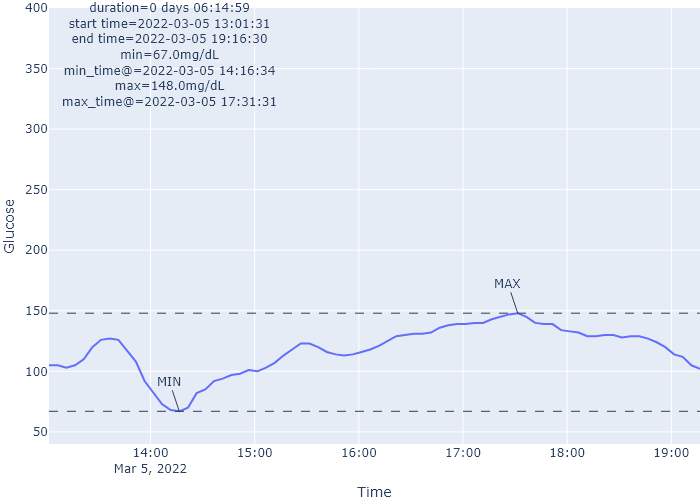 duration=0 days 06:14:59
start time=2022-03-05 13:01:31
end time=2022-03-05 19:16:30
min=67.0mg/dL
min_time@=2022-03-05 14:16:34
max=148.0mg/dL
max_time@=2022-03-05 17:31:31
400
350
300
250
200
150
100
50
Glucose
MAX
MIN
14:00 15:00 16:00 17:00 18:00 19:00
Mar 5, 2022
Time